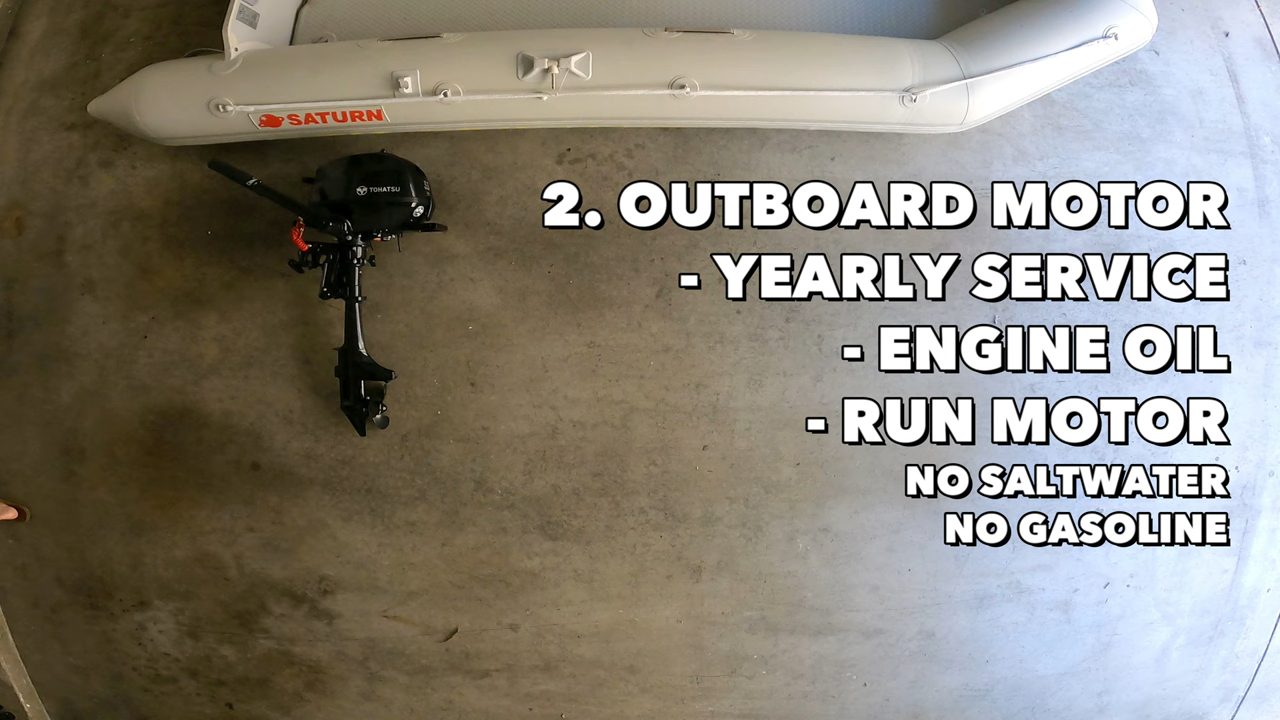 SATURN
TOHATSU
2. OUTBOARD MOTOR
- YEARLY SERVICE
- ENGINE OIL
- RUN MOTOR
NO SALTWATER
NO GASOLINE